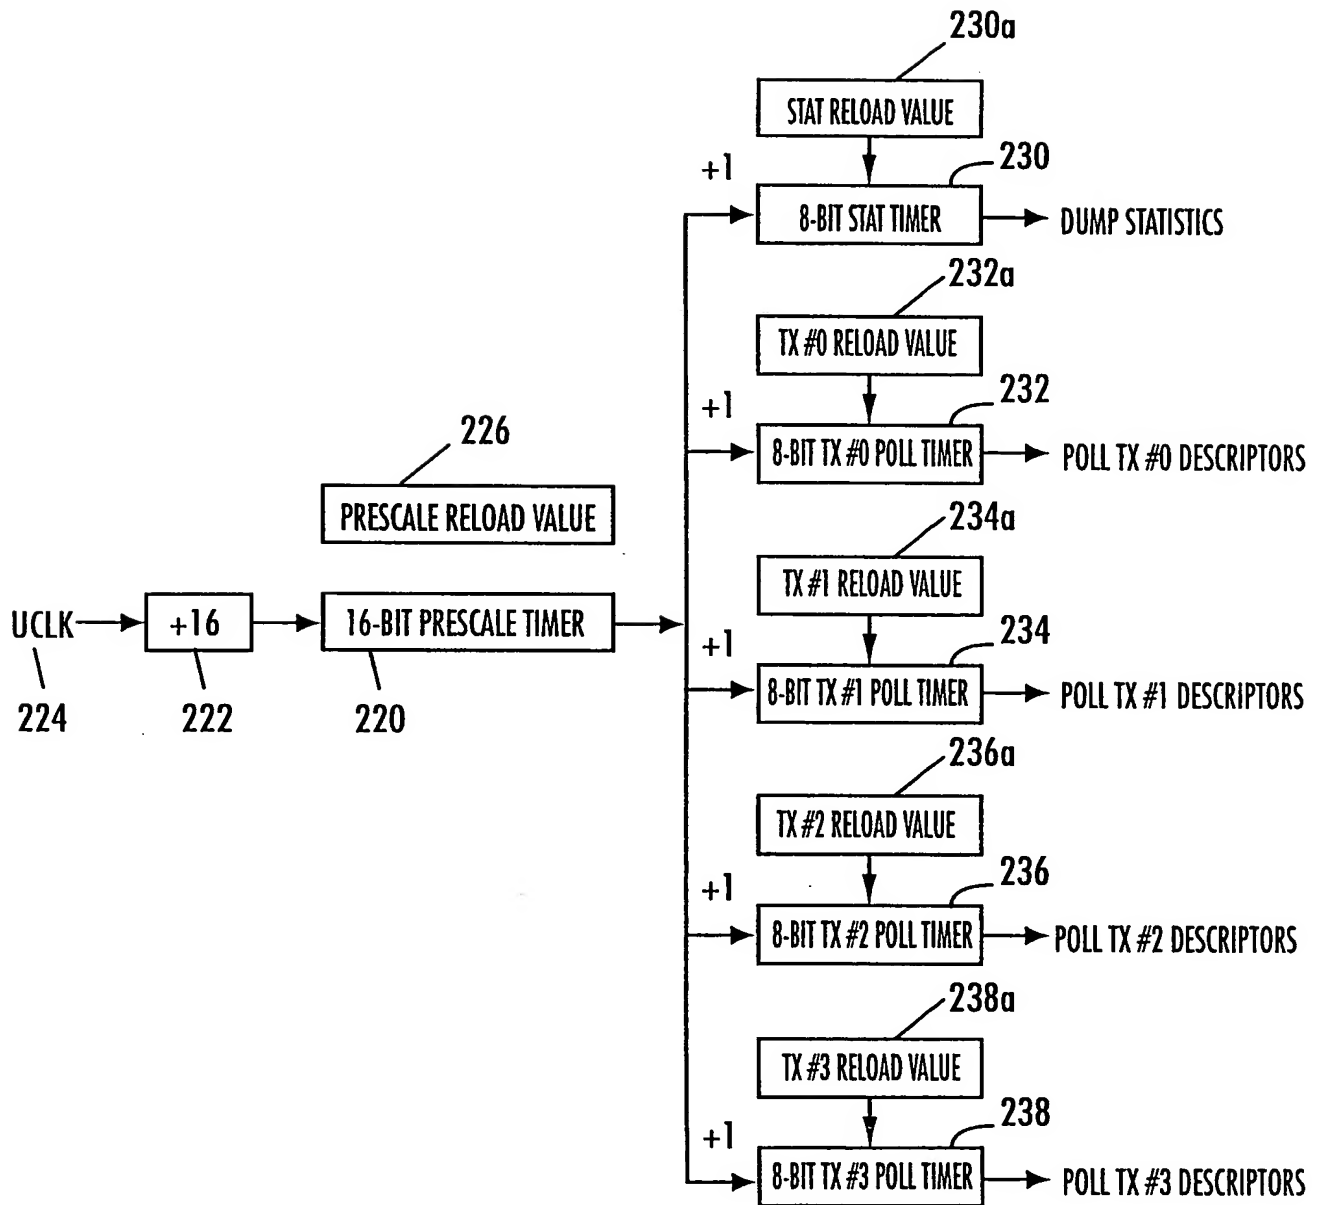 230a
STAT RELOAD VALUE
+1
230
8-BIT STAT TIMER
DUMP STATISTICS
232a
TX #0 RELOAD VALUE
+1
232
8-BIT TX #0 POLL TIMER
POLL TX #0 DESCRIPTORS
226
PRESCALE RELOAD VALUE
234a
TX #1 RELOAD VALUE
UCLK
+16
16-BIT PRESCALE TIMER
+1
234
8-BIT TX #1 POLL TIMER
POLL TX #1 DESCRIPTORS
224
222
220
236a
TX #2 RELOAD VALUE
+1
236
8-BIT TX #2 POLL TIMER
POLL TX #2 DESCRIPTORS
238a
TX #3 RELOAD VALUE
+1
238
8-BIT TX #3 POLL TIMER
POLL TX #3 DESCRIPTORS